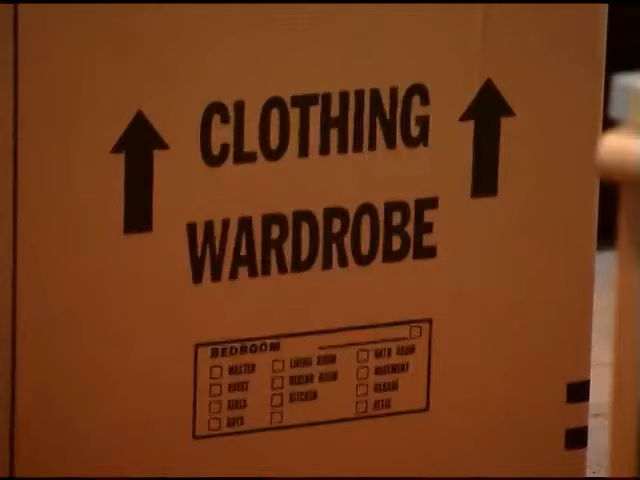 CLOTHING
WARDROBE
BEDROOM
MASTER LIVING ROOM BATH ROOM
GUEST DINING ROOM BASEMENT
GIRLS KITCHEN GARAGE
BOYS ATTIC